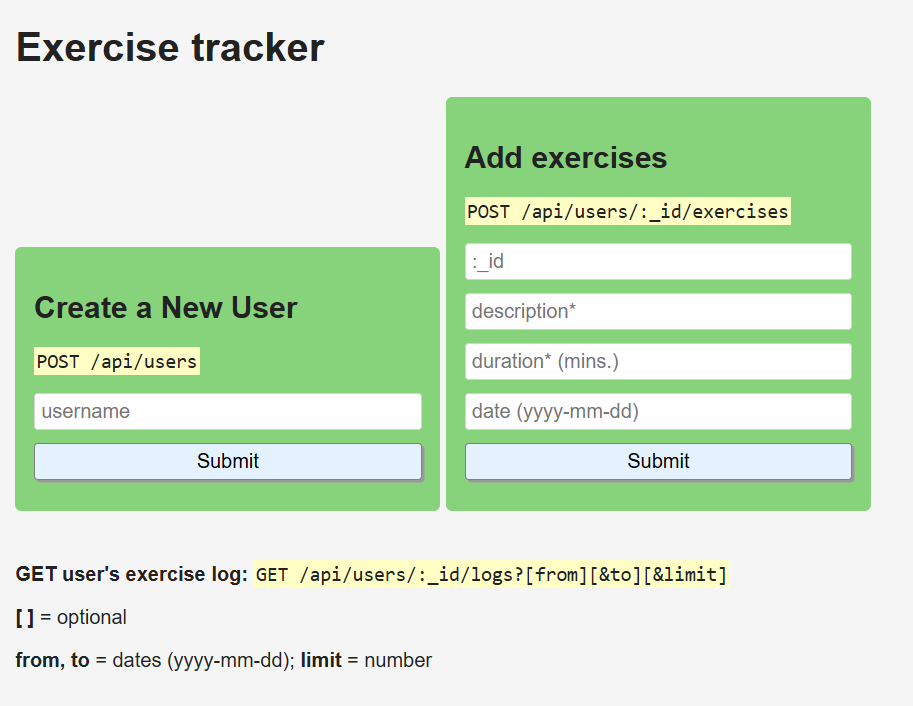 Exercise tracker
Create a New User
POST /api/users
username
Submit
Add exercises
POST /api/users/:_id/exercises
:_id
description*
duration* (mins.)
date (yyyy-mm-dd)
Submit
GET user's exercise log: GET /api/users/:_id/logs?[from][&to][&limit]
[ ] = optional
from, to = dates (yyyy-mm-dd); limit = number